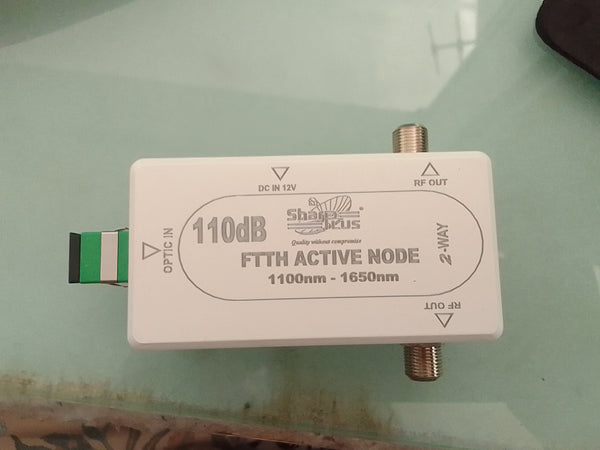 DC IN 12V
RF OUT
OPTIC IN
110dB
Sharp
PLUS ®
Quality without compromise
FTTH ACTIVE NODE
1100nm - 1650nm
2-WAY
RF OUT